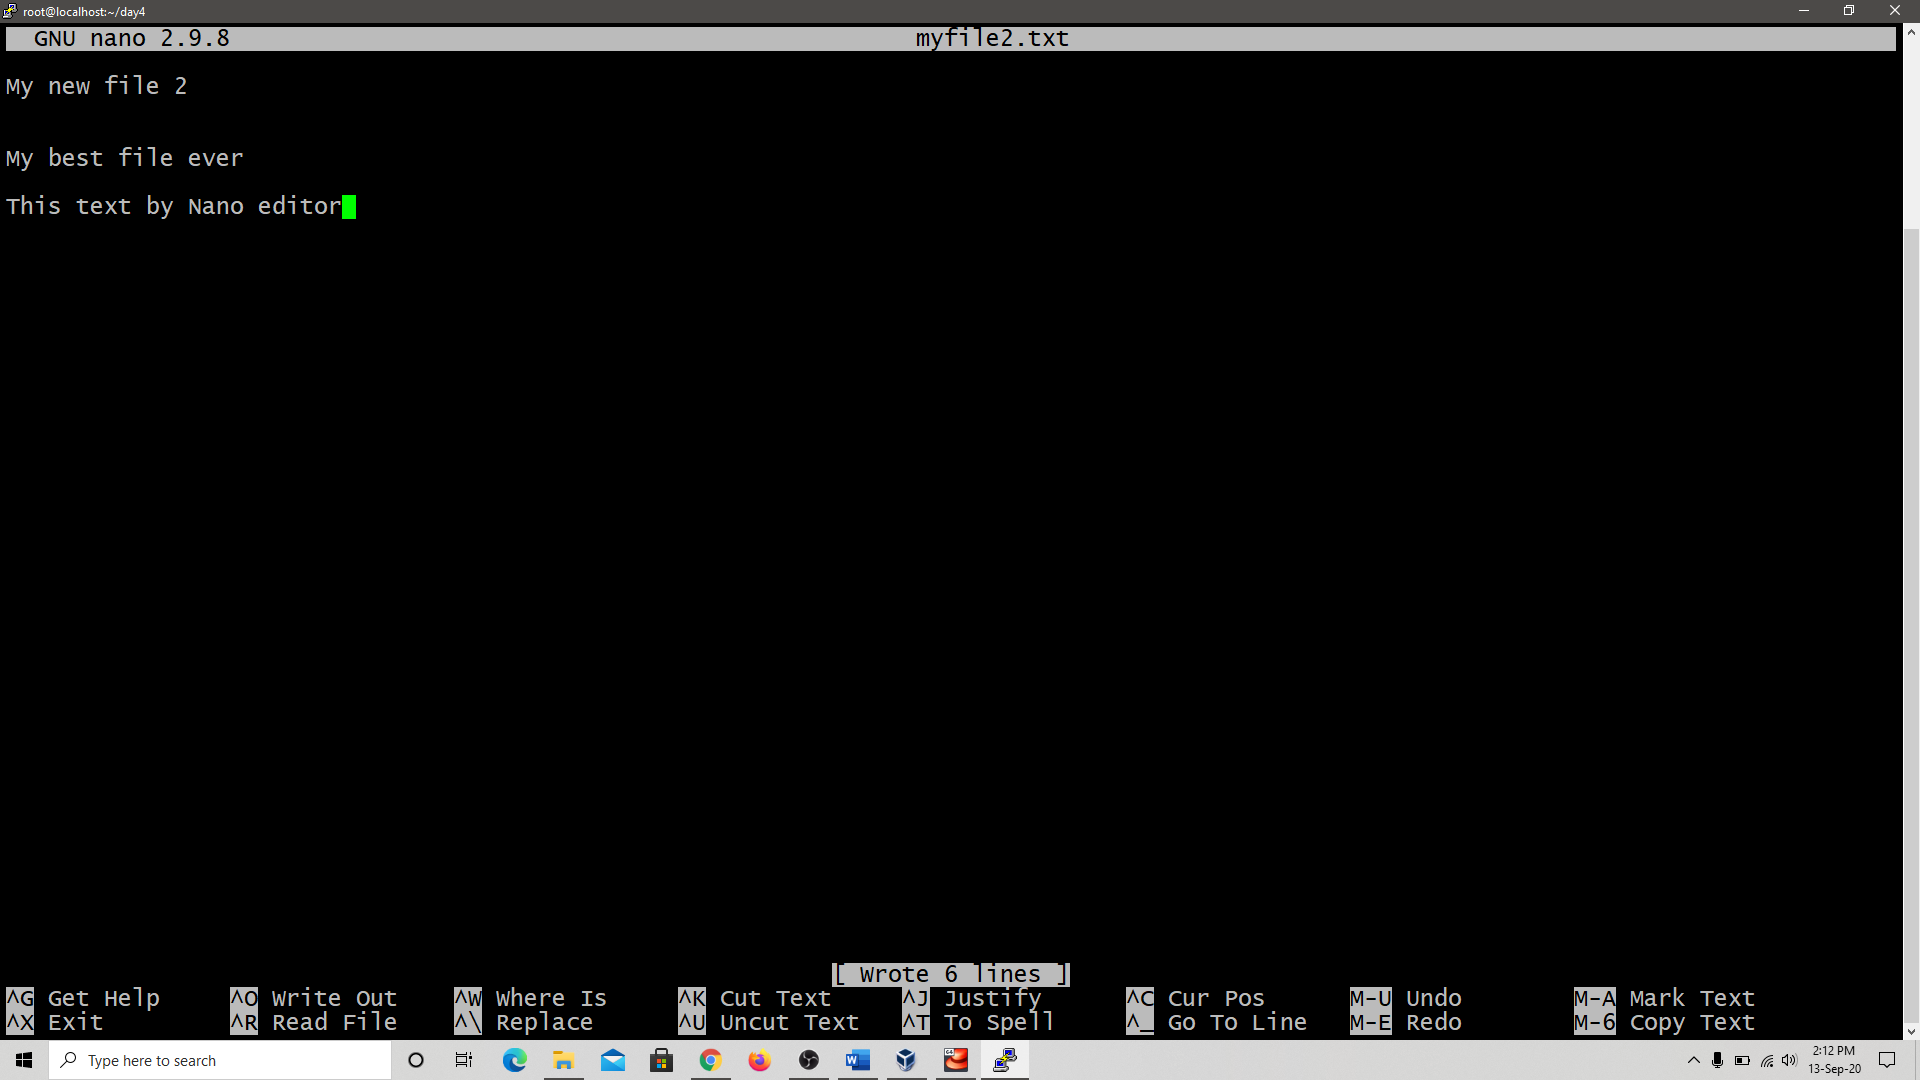 root@localhost:~/day4
GNU nano 2.9.8 myfile2.txt
My new file 2
My best file ever
This text by Nano editor
[ Wrote 6 lines ]
^G Get Help ^O Write Out ^W Where Is ^K Cut Text ^J Justify ^C Cur Pos M-U Undo M-A Mark Text
^X Exit ^R Read File ^\ Replace ^U Uncut Text ^T To Spell ^_ Go To Line M-E Redo M-6 Copy Text
Type here to search
2:12 PM
13-Sep-20